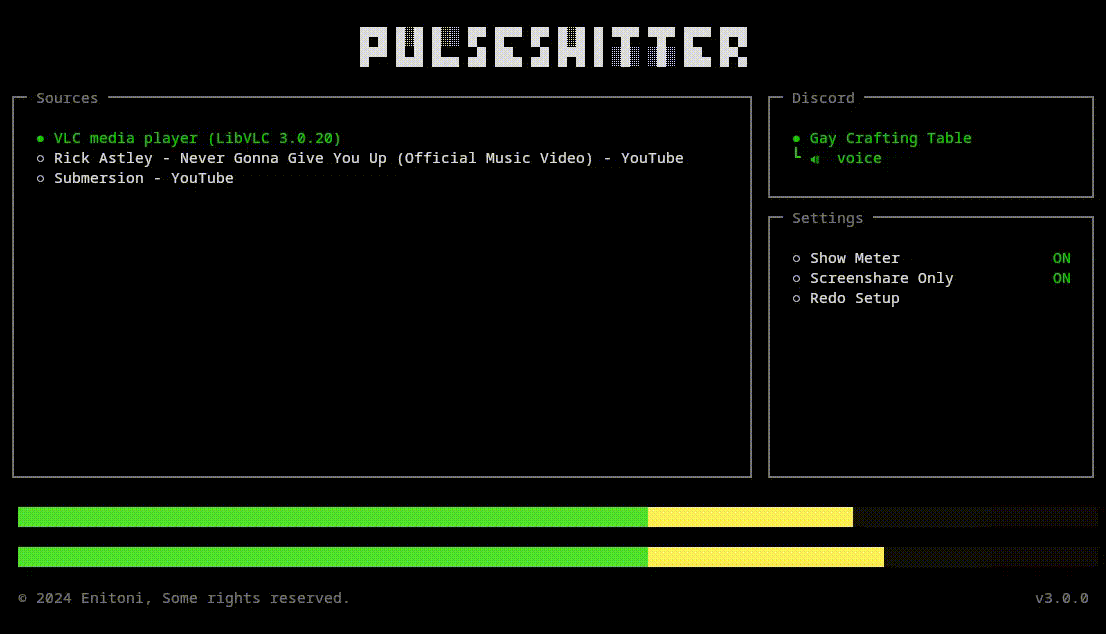 PULSESHITTER
Sources
VLC media player (LibVLC 3.0.20)
Rick Astley - Never Gonna Give You Up (Official Music Video) - YouTube
Submersion - YouTube
Discord
Gay Crafting Table
voice
Settings
Show Meter ON
Screenshare Only ON
Redo Setup
© 2024 Enitoni, Some rights reserved.
v3.0.0